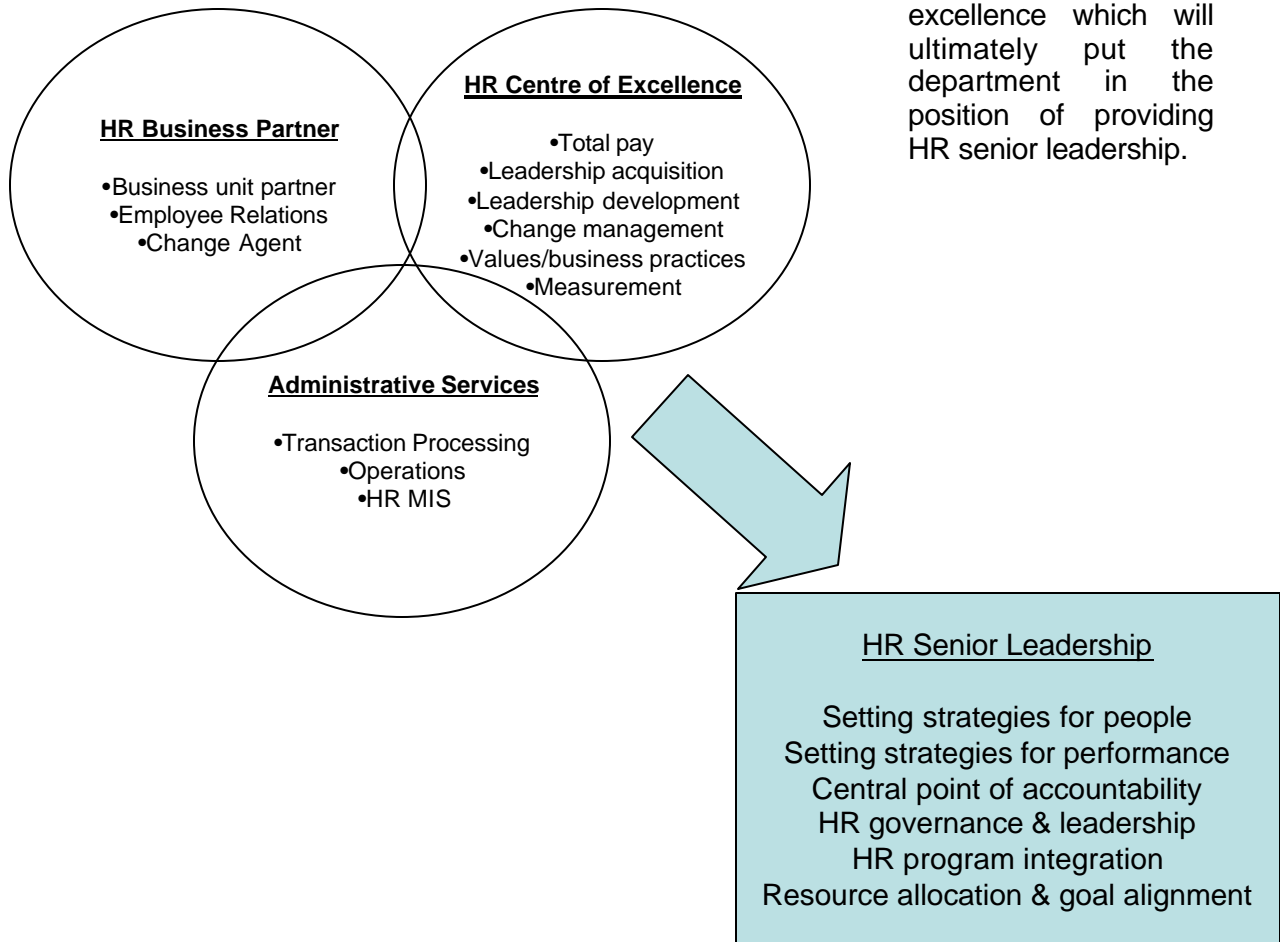 excellence which will
ultimately put the
department in the
position of providing
HR senior leadership.
HR Business Partner
•Business unit partner
•Employee Relations
•Change Agent
HR Centre of Excellence
•Total pay
•Leadership acquisition
•Leadership development
•Change management
•Values/business practices
•Measurement
Administrative Services
•Transaction Processing
•Operations
•HR MIS
HR Senior Leadership
Setting strategies for people
Setting strategies for performance
Central point of accountability
HR governance & leadership
HR program integration
Resource allocation & goal alignment